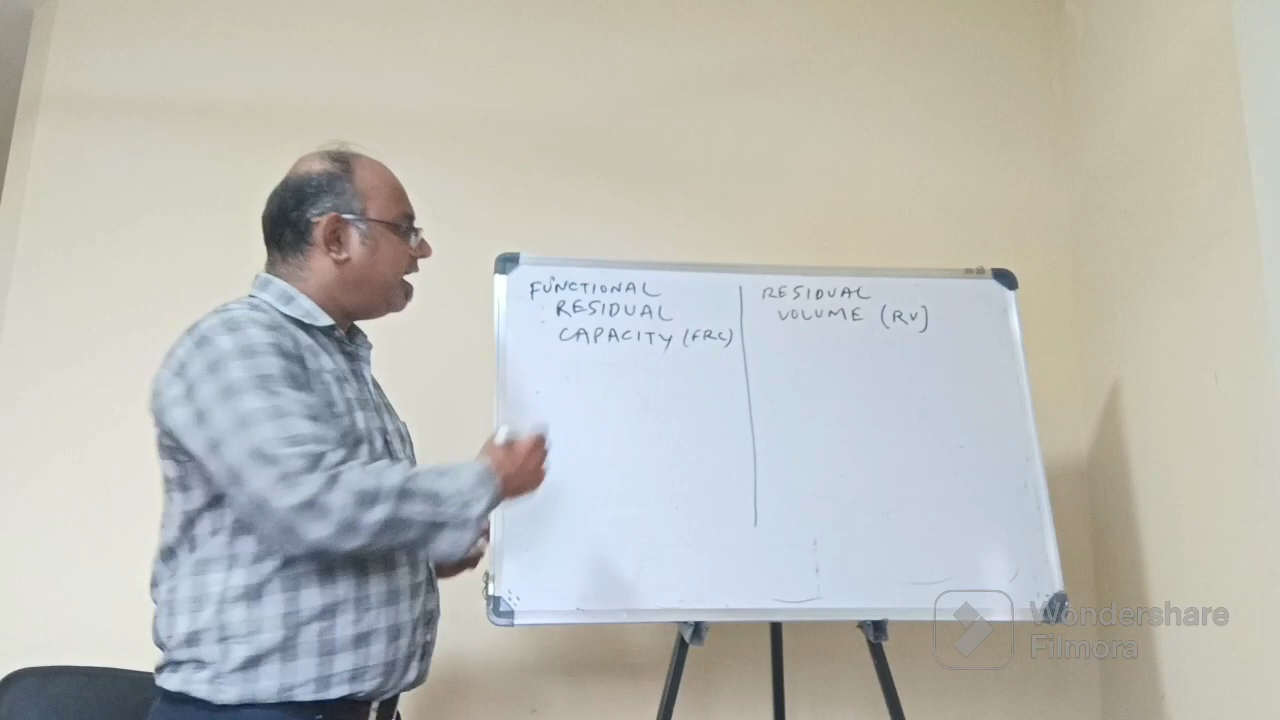 FUNCTIONAL
RESIDUAL
CAPACITY (FRC)
RESIDUAL
VOLUME (RV)
Wondershare
Filmora